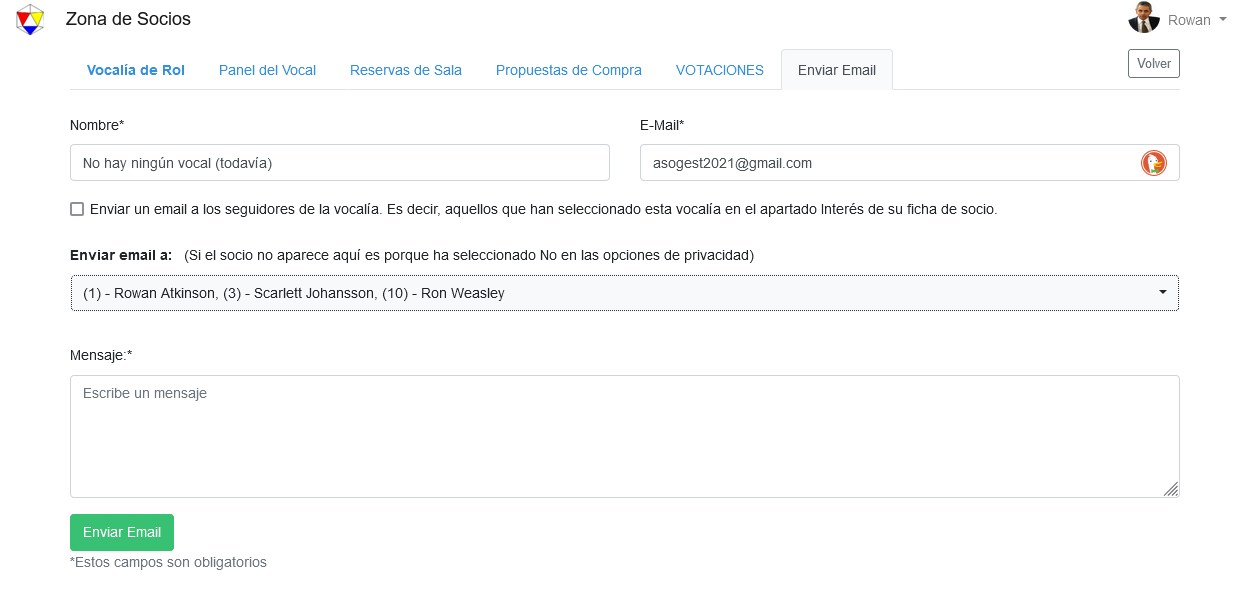 Zona de Socios
Rowan
Vocalía de Rol
Panel del Vocal
Reservas de Sala
Propuestas de Compra
VOTACIONES
Enviar Email
Volver
Nombre*
E-Mail*
No hay ningún vocal (todavía)
asogest2021@gmail.com
Enviar un email a los seguidores de la vocalía. Es decir, aquellos que han seleccionado esta vocalía en el apartado Interés de su ficha de socio.
Enviar email a: (Si el socio no aparece aquí es porque ha seleccionado No en las opciones de privacidad)
(1) - Rowan Atkinson, (3) - Scarlett Johansson, (10) - Ron Weasley
Mensaje:*
Escribe un mensaje
Enviar Email
*Estos campos son obligatorios